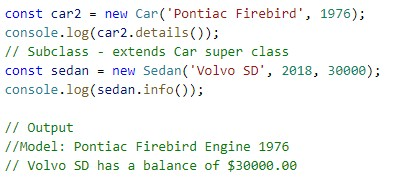 const car2 = new Car('Pontiac Firebird', 1976);
console.log(car2.details());
// Subclass - extends Car super class
const sedan = new Sedan('Volvo SD', 2018, 30000);
console.log(sedan.info());

// Output
//Model: Pontiac Firebird Engine 1976
// Volvo SD has a balance of $30000.00